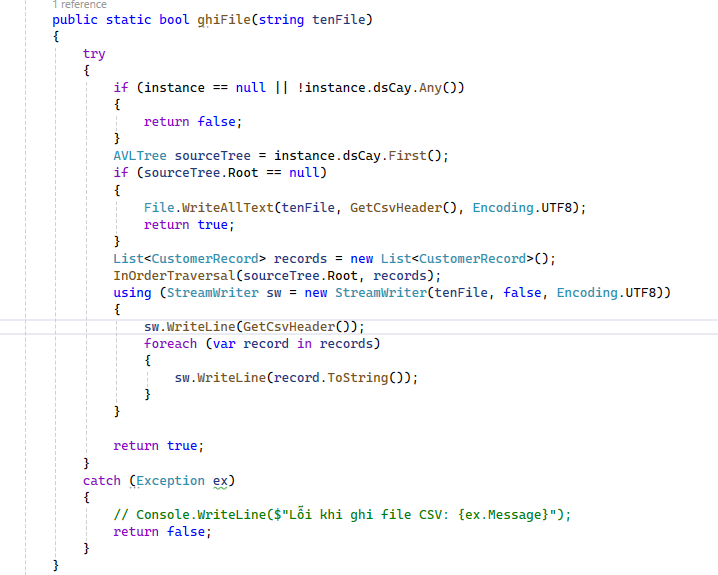 1 reference
public static bool ghiFile(string tenFile)
{
try
{
if (instance == null || !instance.dsCay.Any())
{
return false;
}
AVLTree sourceTree = instance.dsCay.First();
if (sourceTree.Root == null)
{
File.WriteAllText(tenFile, GetCsvHeader(), Encoding.UTF8);
return true;
}
List<CustomerRecord> records = new List<CustomerRecord>();
InOrderTraversal(sourceTree.Root, records);
using (StreamWriter sw = new StreamWriter(tenFile, false, Encoding.UTF8))
{
sw.WriteLine(GetCsvHeader());
foreach (var record in records)
{
sw.WriteLine(record.ToString());
}
}
return true;
}
catch (Exception ex)
{
// Console.WriteLine($"Lỗi khi ghi file CSV: {ex.Message}");
return false;
}
}